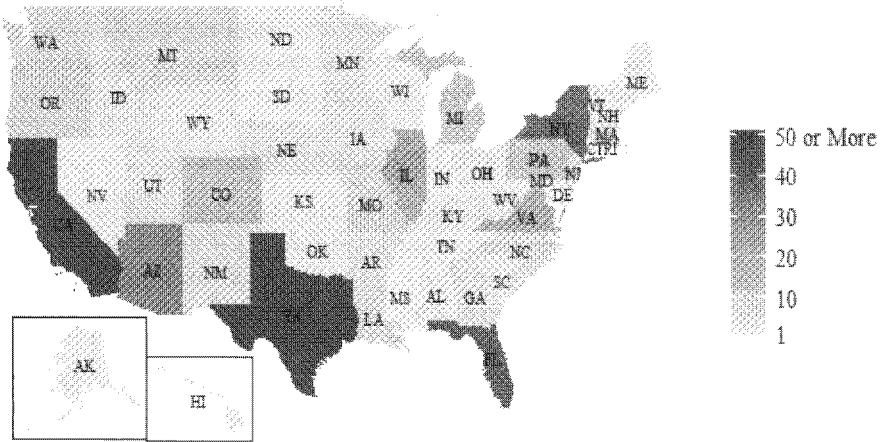 WA
MT
ND
MN
OR
ID
SD
WI
WY
MI
ME
VT
NH
NY
MA
CT RI
IA
NE
PA
NJ
NV
UT
CO
IL
IN
OH
MD
DE
KS
MO
WV
VA
KY
CA
AZ
NM
OK
AR
TN
NC
SC
MS
AL
GA
TX
LA
FL
AK
HI
50 or More
40
30
20
10
1